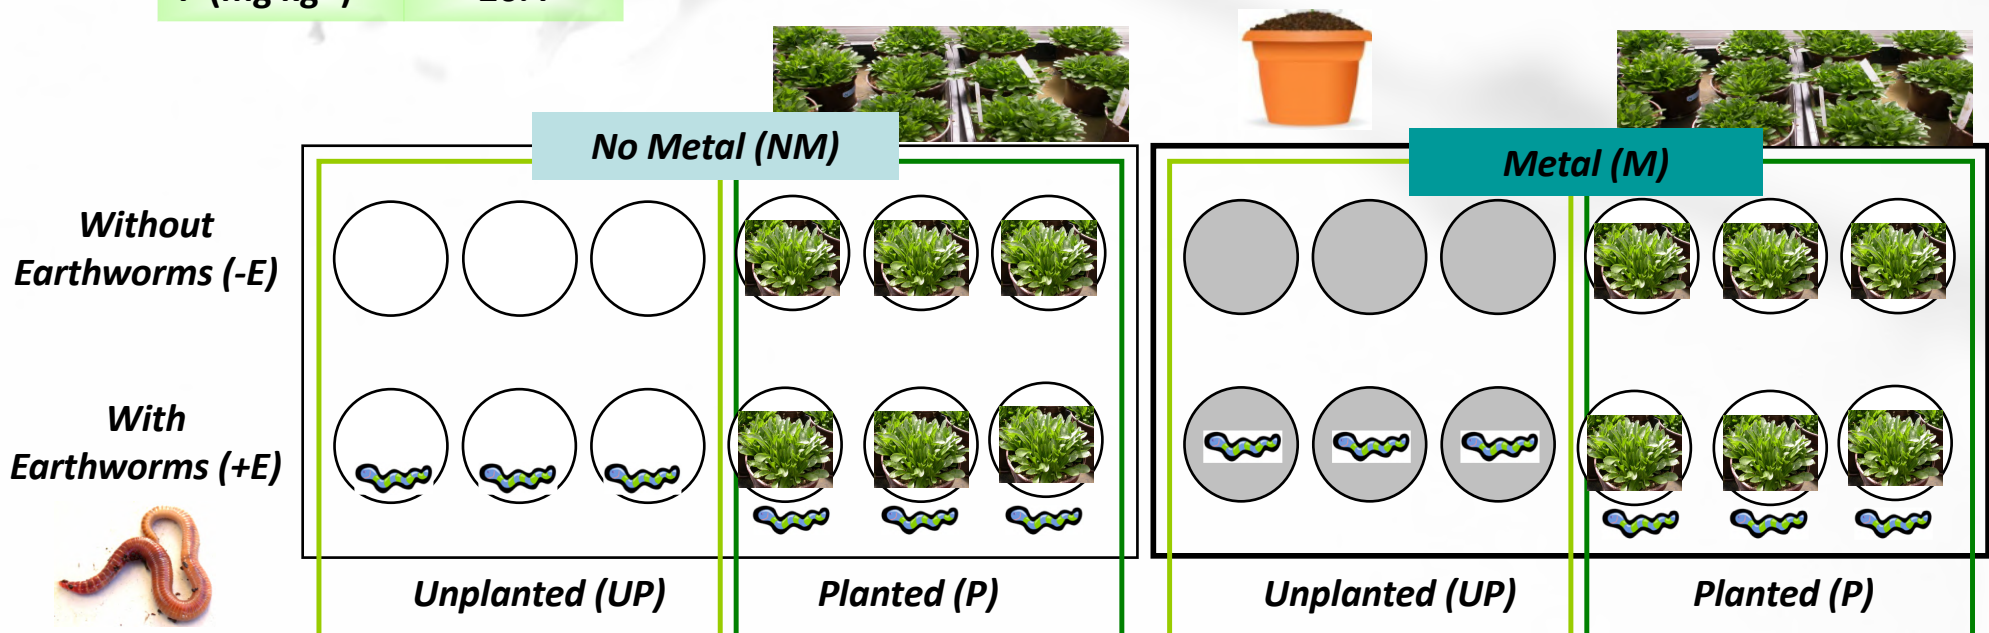 No Metal (NM)
Metal (M)
Without
Earthworms (-E)
With
Earthworms (+E)
Unplanted (UP)
Planted (P)
Unplanted (UP)
Planted (P)